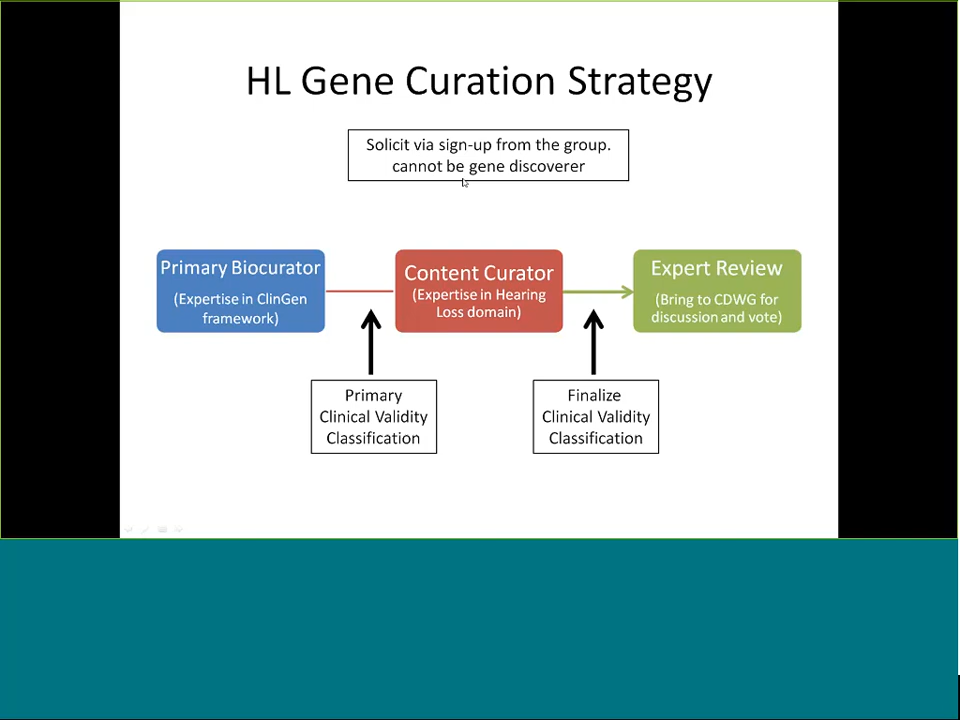 HL Gene Curation Strategy
Solicit via sign-up from the group.
cannot be gene discoverer
Primary Biocurator
(Expertise in ClinGen
framework)
Content Curator
(Expertise in Hearing
Loss domain)
Expert Review
(Bring to CDWG for
discussion and vote)
Primary
Clinical Validity
Classification
Finalize
Clinical Validity
Classification